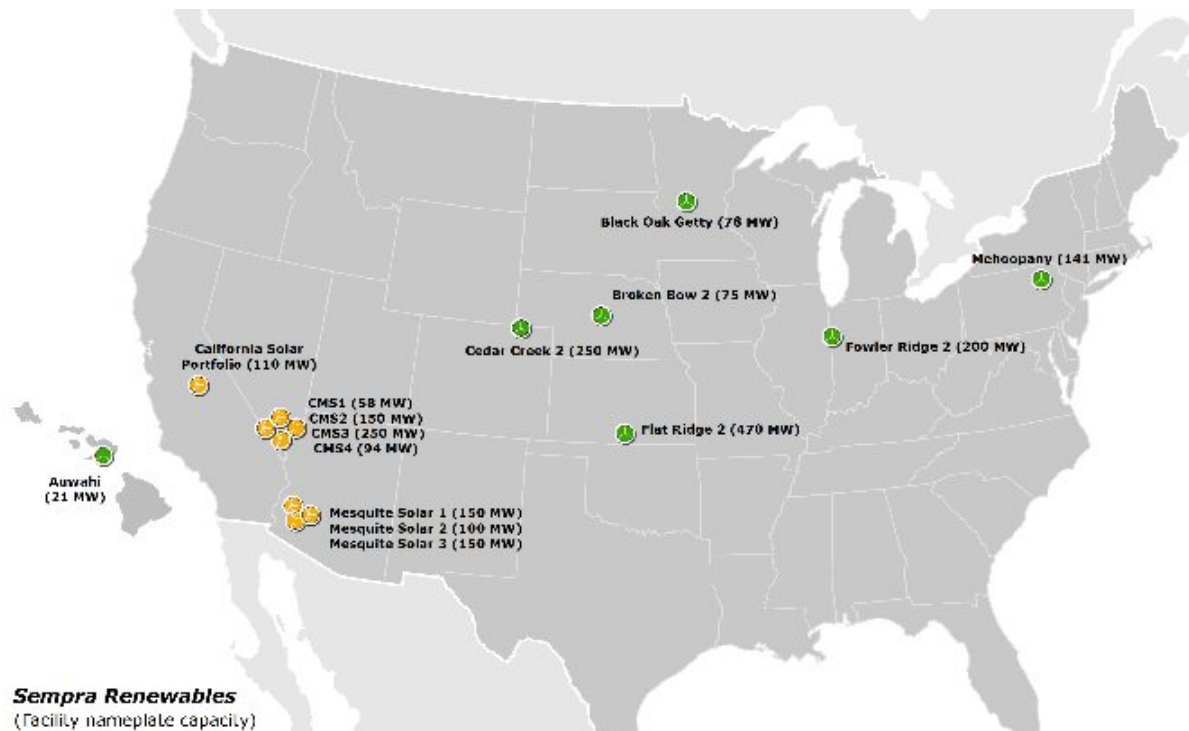 Black Oak Getty (78 MW)
Mehoopany (141 MW)
Broken Bow 2 (75 MW)
Cedar Creek 2 (250 MW)
Fowler Ridge 2 (200 MW)
California Solar
Portfolio (110 MW)
CMS1 (58 MW)
CMS2 (150 MW)
CMS3 (250 MW)
CMS4 (94 MW)
Flat Ridge 2 (470 MW)
Auwahi
(21 MW)
Mesquite Solar 1 (150 MW)
Mesquite Solar 2 (100 MW)
Mesquite Solar 3 (150 MW)
Sempra Renewables
(Facility nameplate capacity)